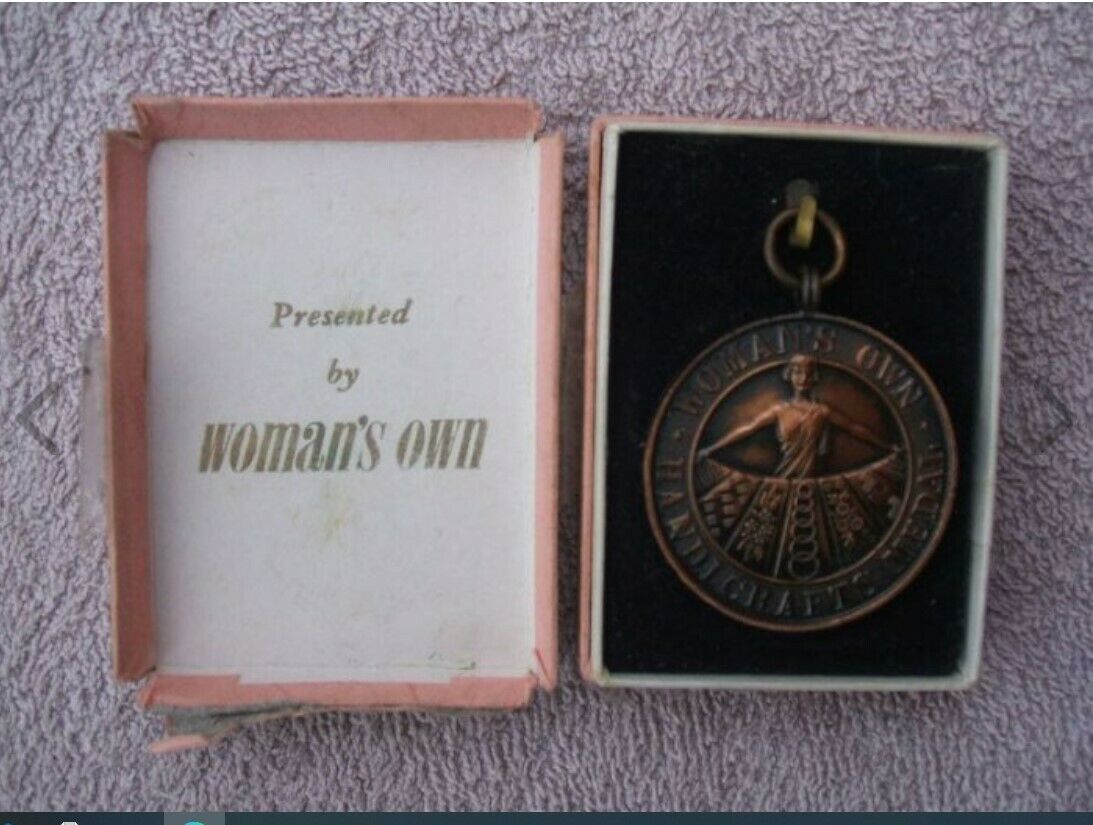 Presented
by
woman's own
WOMAN'S OWN
HANDICRAFTS MEDAL